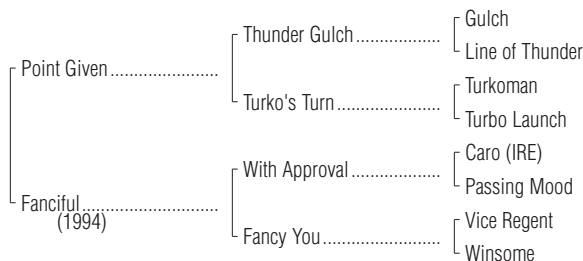 Gulch
Thunder Gulch....................
Line of Thunder
Point Given..........................
Turkoman
Turko's Turn.........................
Turbo Launch
Caro (IRE)
With Approval.....................
Passing Mood
Fanciful.................................
(1994)
Vice Regent
Fancy You............................
Winsome